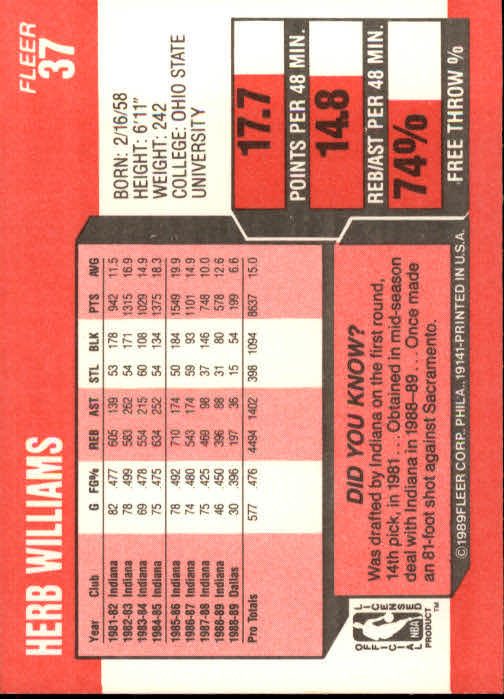 HERB WILLIAMS
FLEER
37
BORN: 2/16/58
HEIGHT: 6'11"
WEIGHT: 242
COLLEGE: OHIO STATE
UNIVERSITY
Year Club G FG% REB AST STL BLK PTS AVG
1981-82 Indiana 82 .477 605 139 53 178 942 11.5
1982-83 Indiana 78 .499 583 262 54 171 1315 16.9
1983-84 Indiana 69 .478 554 215 60 108 1029 14.9
1984-85 Indiana 75 .475 634 252 54 134 1375 18.3
1985-86 Indiana 78 .492 710 174 50 184 1549 19.9
1986-87 Indiana 74 .480 543 174 59 93 1101 14.9
1987-88 Indiana 75 .425 469 98 37 146 748 10.0
1988-89 Indiana 46 .450 396 88 31 80 578 12.6
1988-89 Dallas 30 .396 197 36 15 54 199 6.6
Pro Totals 577 .476 4494 1402 398 1094 8637 15.0
17.7
POINTS PER 48 MIN.
14.8
REB/AST PER 48 MIN.
74%
FREE THROW %
DID YOU KNOW?
Was drafted by Indiana on the first round,
14th pick, in 1981 . . . Obtained in mid-season
deal with Indiana in 1988-89 . . . Once made
an 81-foot shot against Sacramento.
OFFICIAL
LICENSED
NBA
PRODUCT™
©1989 FLEER CORP., PHILA., 19141-PRINTED IN U.S.A.